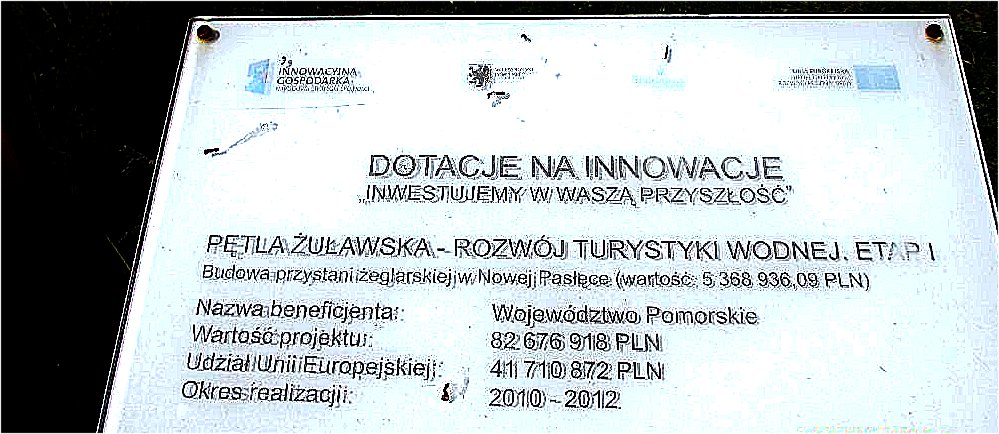 INNOWACYJNA
GOSPODARKA
DOTACJE NA INNOWACJE
„INWESTUJEMY W WASZĄ PRZYSZŁOŚĆ”
PĘTLA ŻUŁAWSKA - ROZWÓJ TURYSTYKI WODNEJ. ETAP I
Budowa przystani żeglarskiej w Nowej Pasłęce (wartość: 5 368 936,09 PLN)
Nazwa beneficjenta: Województwo Pomorskie
Wartość projektu: 82 676 918 PLN
Udział Unii Europejskiej: 41 710 872 PLN
Okres realizacji: 2010 - 2012